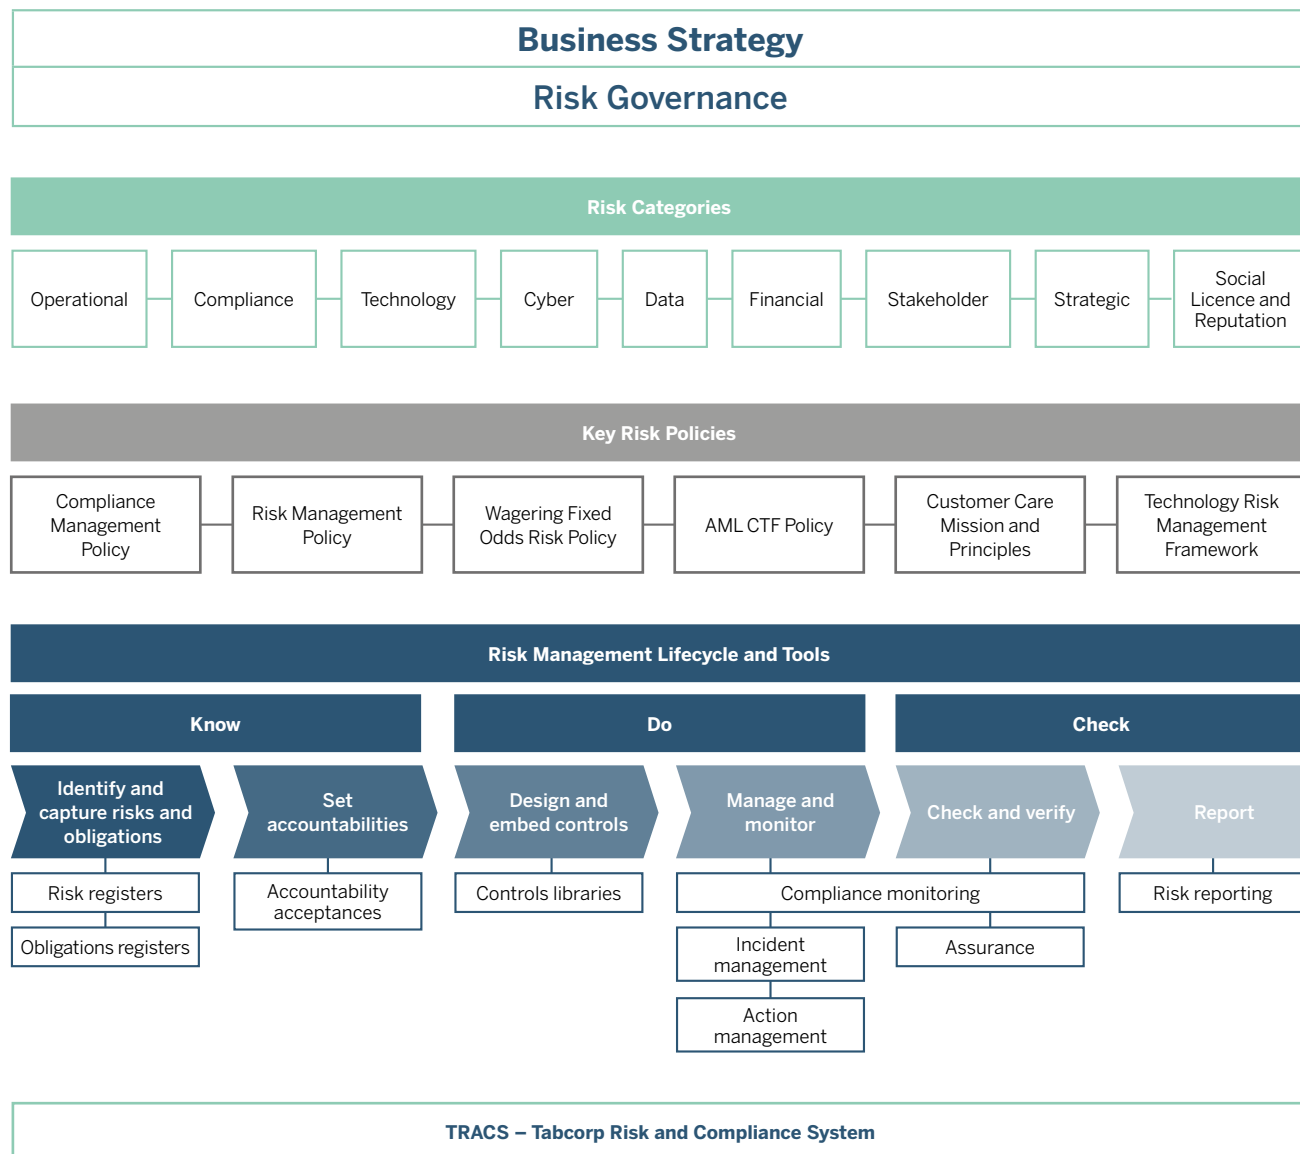 Business Strategy
Risk Governance
Risk Categories
Operational
Compliance
Technology
Cyber
Data
Financial
Stakeholder
Strategic
Social
Licence and
Reputation
Key Risk Policies
Compliance
Management
Policy
Risk Management
Policy
Wagering Fixed
Odds Risk Policy
AML CTF Policy
Customer Care
Mission and
Principles
Technology Risk
Management
Framework
Risk Management Lifecycle and Tools
Know
Do
Check
Identify and
capture risks and
obligations
Set
accountabilities
Design and
embed controls
Manage and
monitor
Check and verify
Report
Risk registers
Accountability
acceptances
Controls libraries
Compliance monitoring
Risk reporting
Obligations registers
Incident
management
Assurance
Action
management
TRACS – Tabcorp Risk and Compliance System